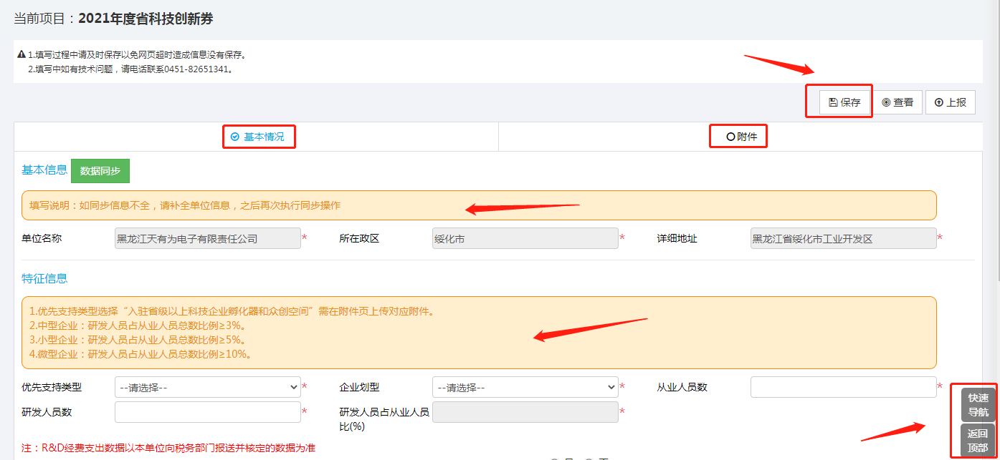 当前项目：2021年度省科技创新券
1.填写过程中请及时保存以免网页超时造成信息没有保存。
2.填写中如有技术问题，请电话联系0451-82651341。
保存 查看 上报
基本情况 附件
基本信息 数据同步
填写说明：如同步信息不全，请补全单位信息，之后再次执行同步操作
单位名称 黑龙江天有为电子有限责任公司* 所在政区 绥化市* 详细地址 黑龙江省绥化市工业开发区*
特征信息
1.优先支持类型选择“入驻省级以上科技企业孵化器和众创空间”需在附件页上传对应附件。
2.中型企业：研发人员占从业人员总数比例≥3%。
3.小型企业：研发人员占从业人员总数比例≥5%。
4.微型企业：研发人员占从业人员总数比例≥10%。
优先支持类型 --请选择-- * 企业划型 --请选择-- * 从业人员数 *
研发人员数 * 研发人员占从业人员 *
比(%)
快速
导航
返回
顶部
注：R&D经费支出数据以本单位向税务部门报送并核定的数据为准